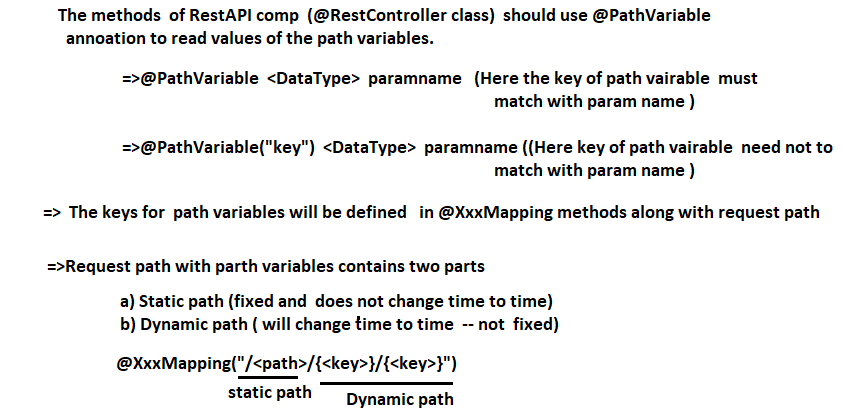 The methods of RestAPI comp (@RestController class) should use @PathVariable
annoation to read values of the path variables.
=>@PathVariable <DataType> paramname (Here the key of path vairable must
match with param name )
=>@PathVariable("key") <DataType> paramname ((Here key of path vairable need not to
match with param name )
=> The keys for path variables will be defined in @XxxMapping methods along with request path
=>Request path with parth variables contains two parts
a) Static path (fixed and does not change time to time)
b) Dynamic path ( will change time to time -- not fixed)
@XxxMapping("/<path>/{<key>}/{<key>}")
static path
Dynamic path